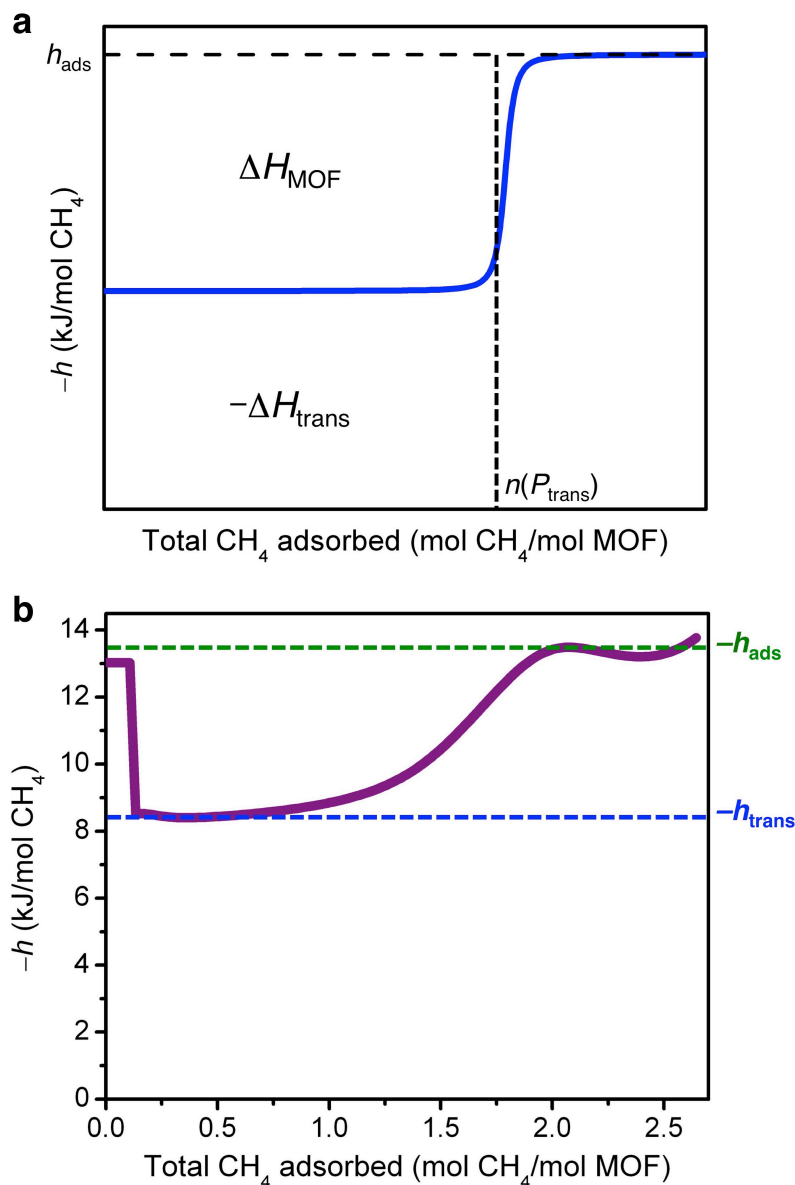 a
h_ads
ΔH_MOF
−ΔH_trans
n(P_trans)
−h (kJ/mol CH₄)
Total CH₄ adsorbed (mol CH₄/mol MOF)
b
14
12
10
8
6
4
2
0
−h_ads
−h_trans
−h (kJ/mol CH₄)
0.0 0.5 1.0 1.5 2.0 2.5
Total CH₄ adsorbed (mol CH₄/mol MOF)